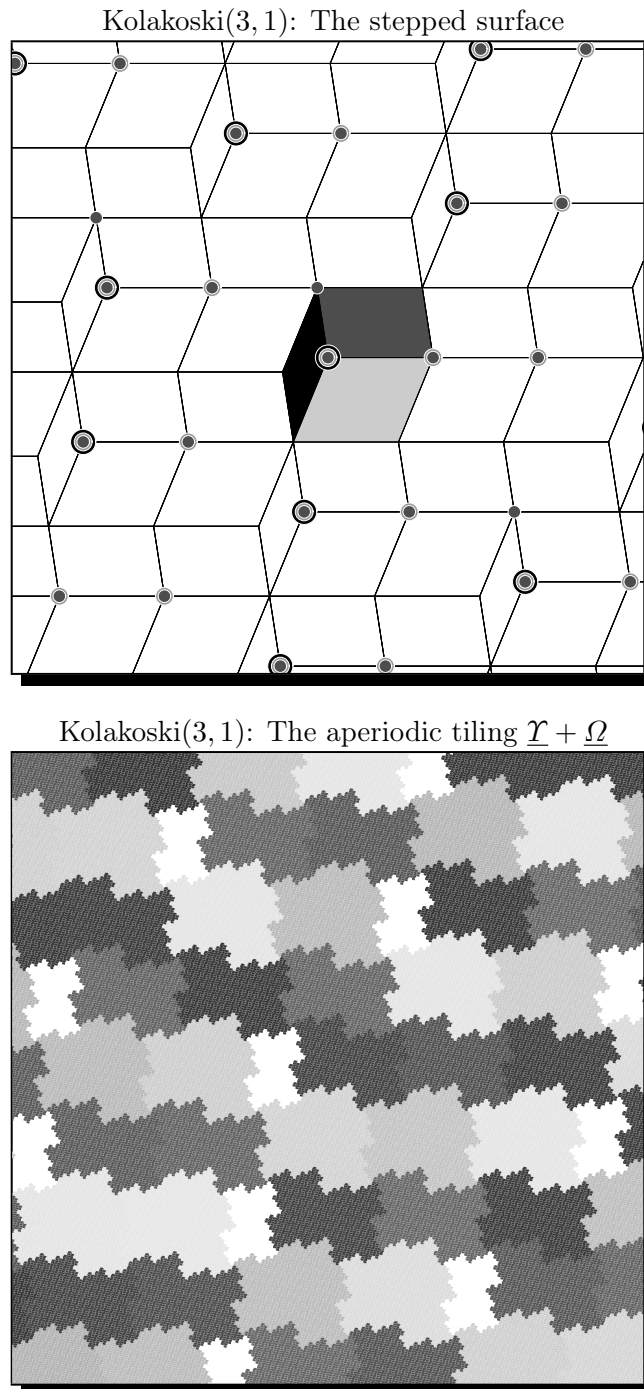 Kolakoski(3, 1): The stepped surface
Kolakoski(3, 1): The aperiodic tiling ϒ + Ω